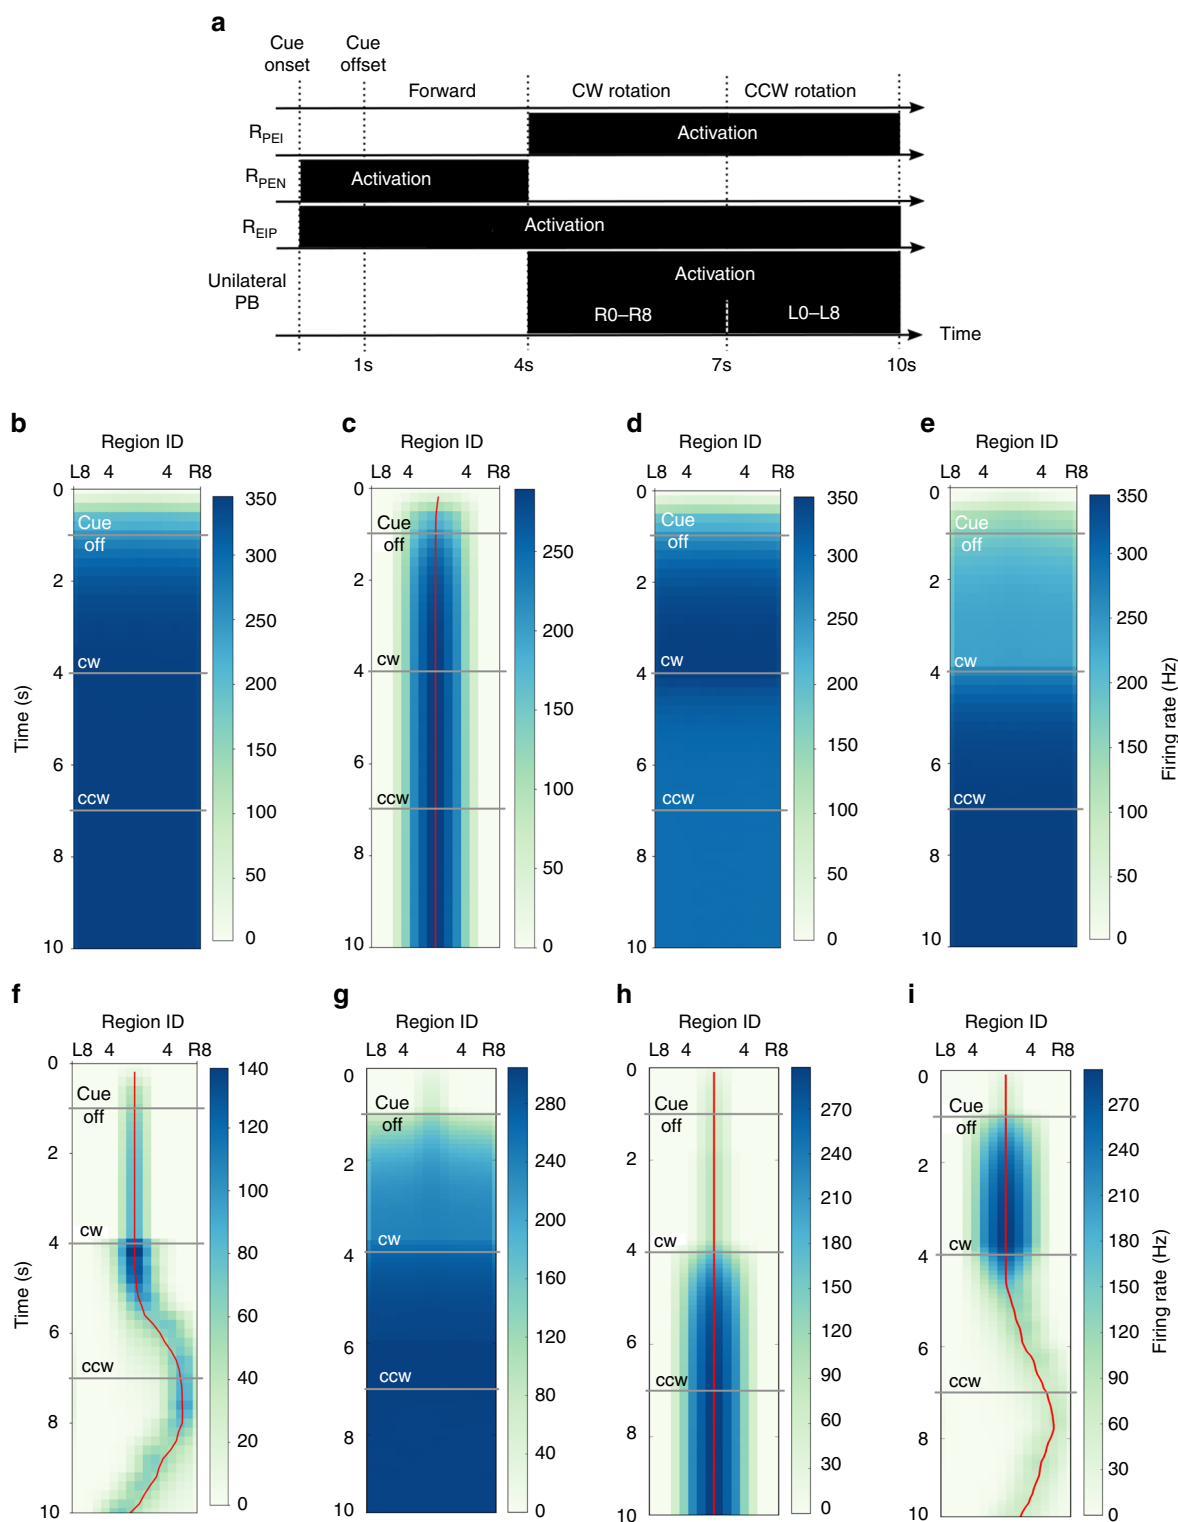 a
Cue onset
Cue offset
Forward
CW rotation
CCW rotation
R_PEI
Activation
R_PEN
Activation
R_EIP
Activation
Unilateral PB
Activation
R0–R8
L0–L8
Time
1s
4s
7s
10s
b
Region ID
L8 4 4 R8
0
Cue off
2
cw
4
6
ccw
8
10
Time (s)
350
300
250
200
150
100
50
0
c
Region ID
L8 4 4 R8
0
Cue off
2
cw
4
6
ccw
8
10
250
200
150
100
50
0
d
Region ID
L8 4 4 R8
0
Cue off
2
cw
4
6
ccw
8
10
350
300
250
200
150
100
50
0
e
Region ID
L8 4 4 R8
0
Cue off
2
cw
4
6
ccw
8
10
350
300
250
200
150
100
50
0
Firing rate (Hz)
f
Region ID
L8 4 4 R8
0
Cue off
2
cw
4
6
ccw
8
10
Time (s)
140
120
100
80
60
40
20
0
g
Region ID
L8 4 4 R8
0
Cue off
2
cw
4
6
ccw
8
10
280
240
200
160
120
80
40
0
h
Region ID
L8 4 4 R8
0
Cue off
2
cw
4
6
ccw
8
10
270
240
210
180
150
120
90
60
30
0
i
Region ID
L8 4 4 R8
0
Cue off
2
cw
4
6
ccw
8
10
270
240
210
180
150
120
90
60
30
0
Firing rate (Hz)